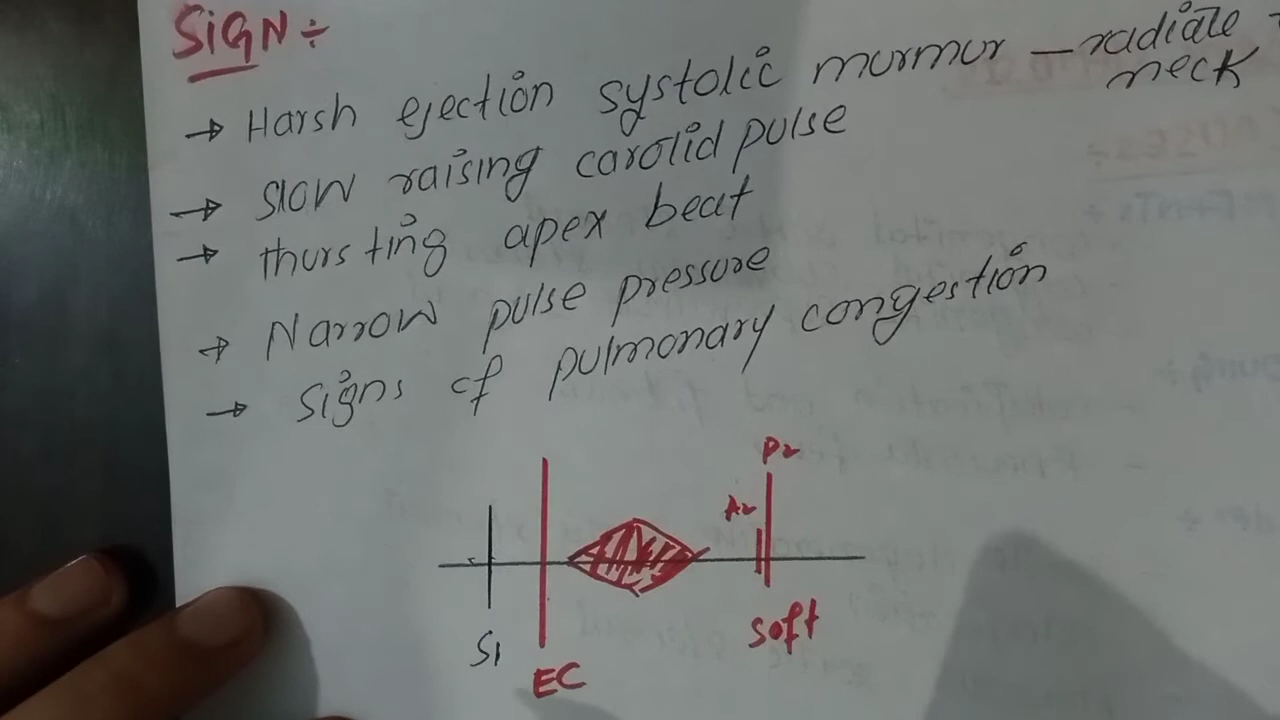 SiGN ÷
→ Harsh ejection systolic murmur – radiate
neck
→ Slow raising carotid pulse
→ thursting apex beat
→ Narrow pulse pressure
→ Signs of pulmonary congestion
P2
A2
S1
soft
EC